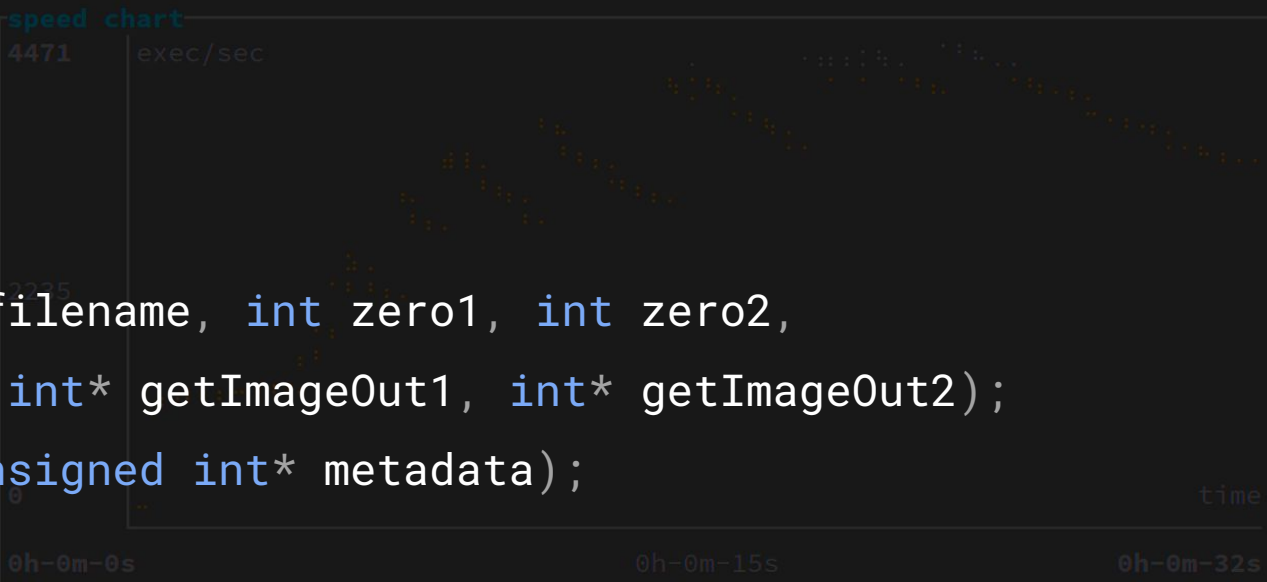 speed chart
4471 exec/sec
2235
filename, int zero1, int zero2,
int* getImageOut1, int* getImageOut2);
nsigned int* metadata);
0 time
0h-0m-0s 0h-0m-15s 0h-0m-32s